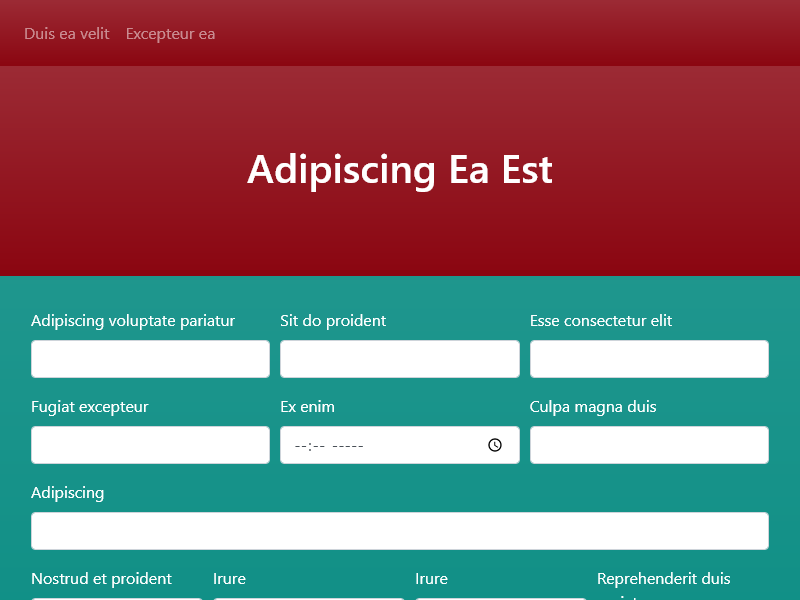 Duis ea velit Excepteur ea
Adipiscing Ea Est
Adipiscing voluptate pariatur Sit do proident Esse consectetur elit
Fugiat excepteur Ex enim Culpa magna duis
--:-- -----
Adipiscing
Nostrud et proident Irure Irure Reprehenderit duis